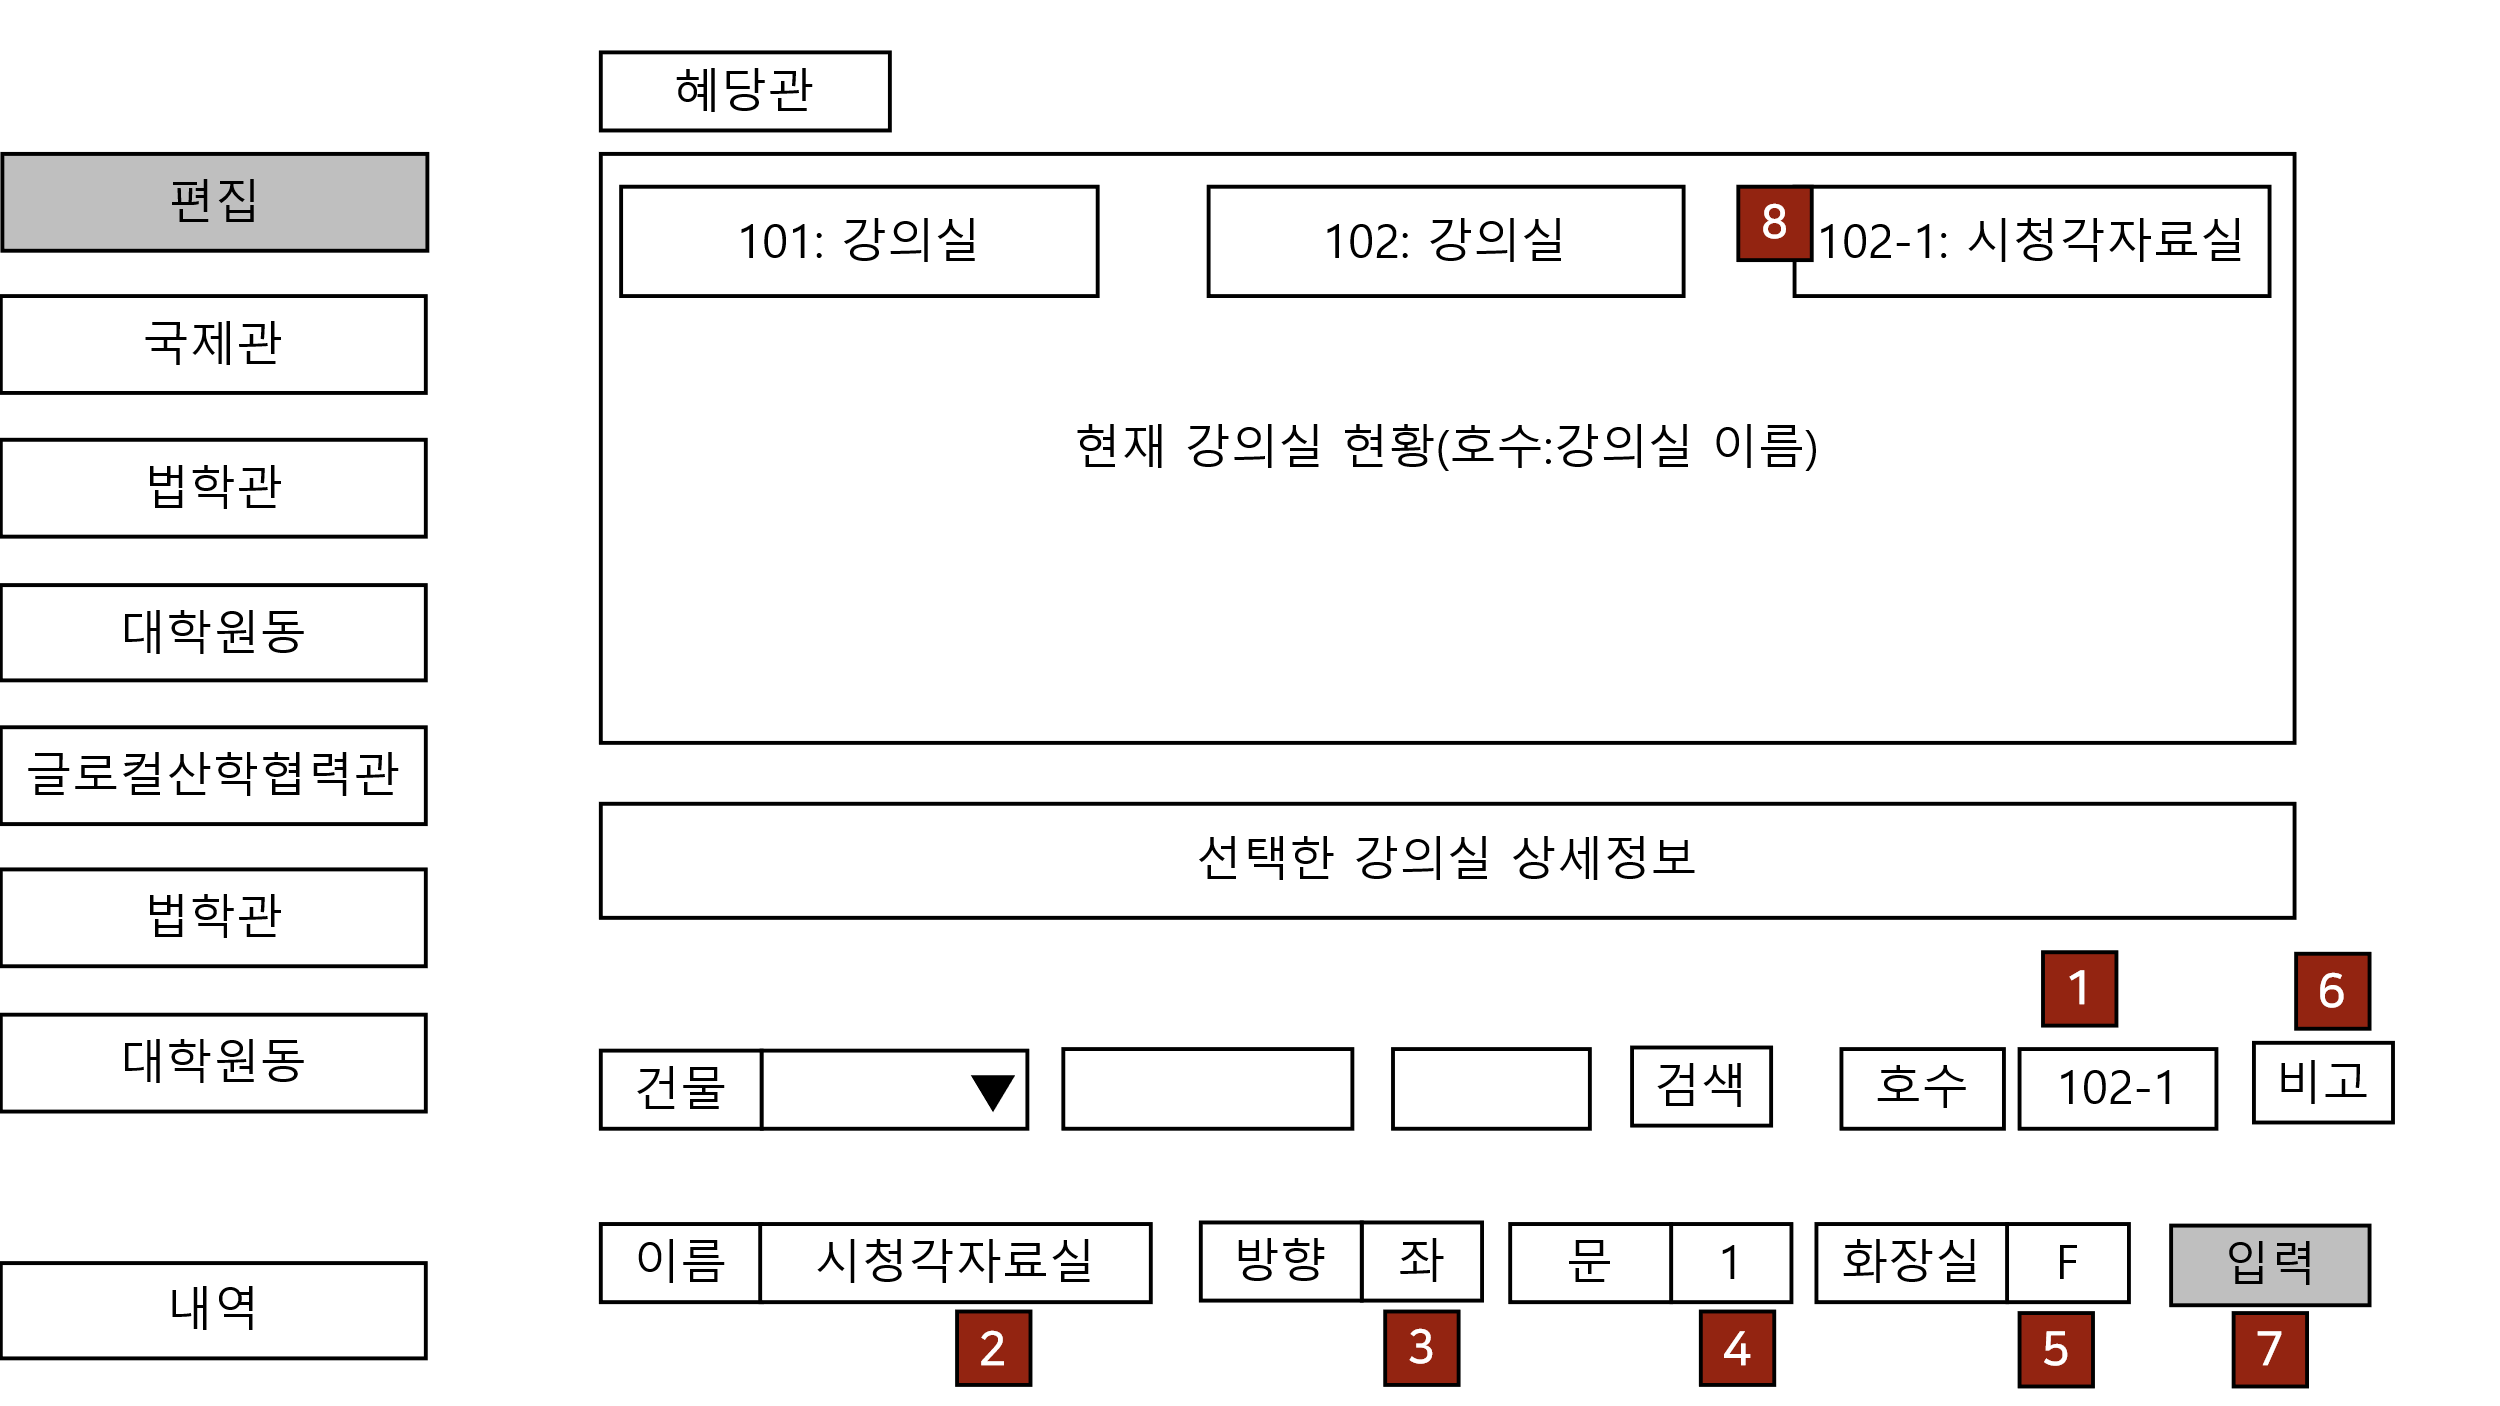 혜당관
편집
국제관
법학관
대학원동
글로컬산학협력관
법학관
대학원동
내역
101: 강의실
102: 강의실
8
102-1: 시청각자료실
현재 강의실 현황(호수:강의실 이름)
선택한 강의실 상세정보
1
6
건물 ▼
검색
호수
102-1
비고
이름
시청각자료실
방향
좌
문
1
화장실
F
입력
2
3
4
5
7